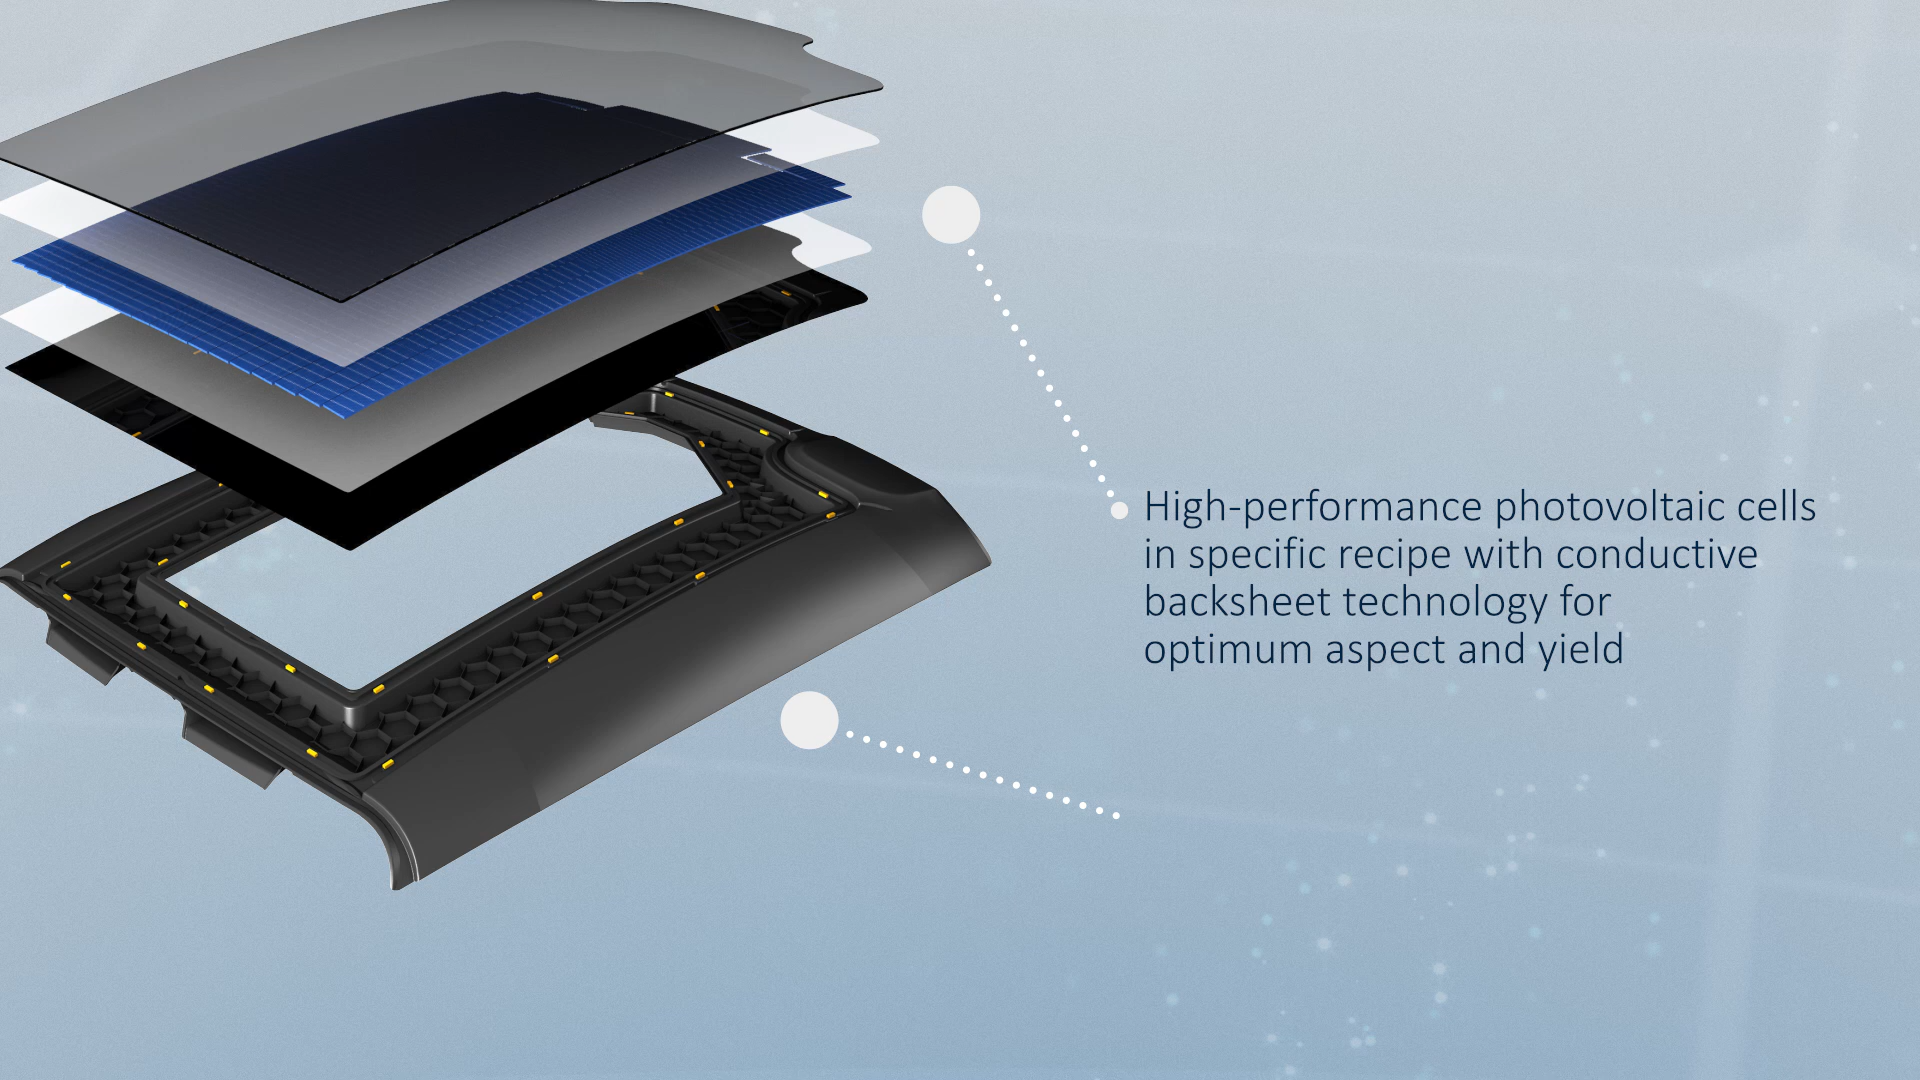 High-performance photovoltaic cells
in specific recipe with conductive
backsheet technology for
optimum aspect and yield